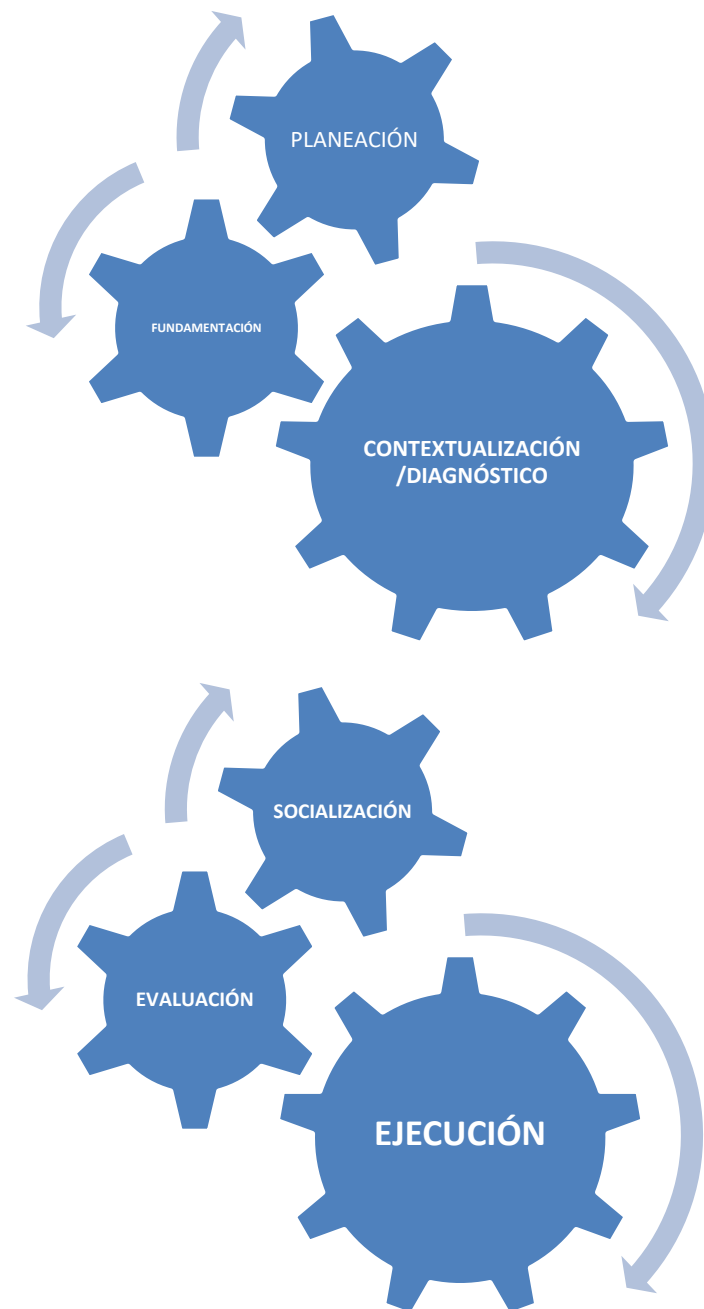 PLANEACIÓN
FUNDAMENTACIÓN
CONTEXTUALIZACIÓN
/DIAGNÓSTICO
SOCIALIZACIÓN
EVALUACIÓN
EJECUCIÓN